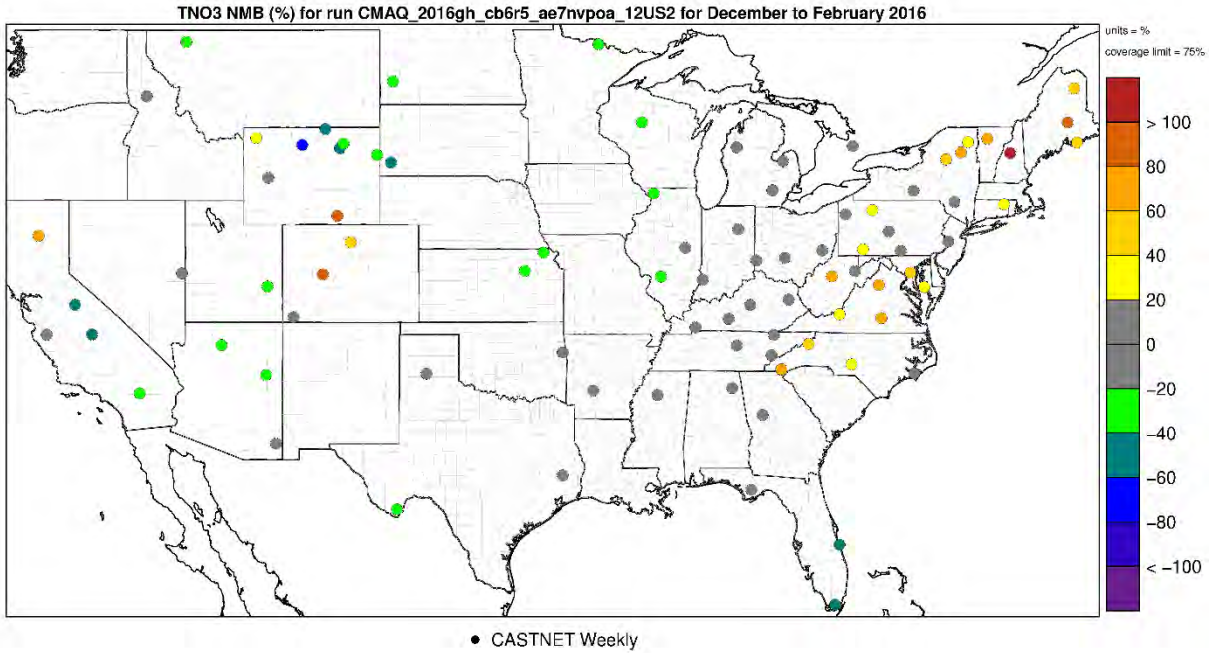 TNO3 NMB (%) for run CMAQ_2016gh_cb6r5_ae7nvpoa_12US2 for December to February 2016
units = %
coverage limit = 75%
> 100
80
60
40
20
0
−20
−40
−60
−80
< −100
● CASTNET Weekly